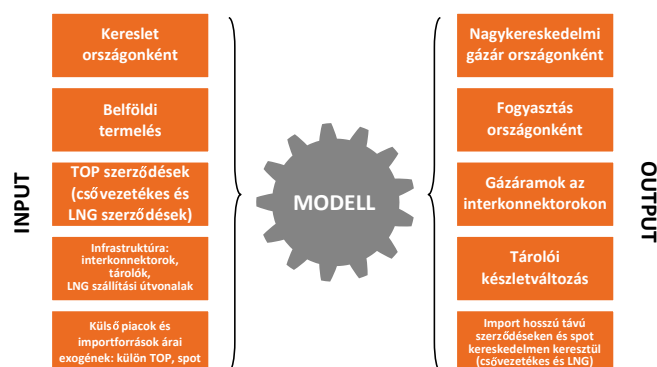 INPUT
Kereslet
országonként
Belföldi
termelés
TOP szerződések
(csővezetékes és
LNG szerződések)
Infrastruktúra:
interkonnektorok,
tárolók,
LNG szállítási útvonalak
Külső piacok és
importforrások árai
exogének: külön TOP, spot
MODELL
Nagykereskedelmi
gázár országonként
Fogyasztás
országonként
Gázáramok az
interkonnektorokon
Tárolói
készletváltozás
Import hosszú távú
szerződéseken és spot
kereskedelmen keresztül
(csővezetékes és LNG)
OUTPUT